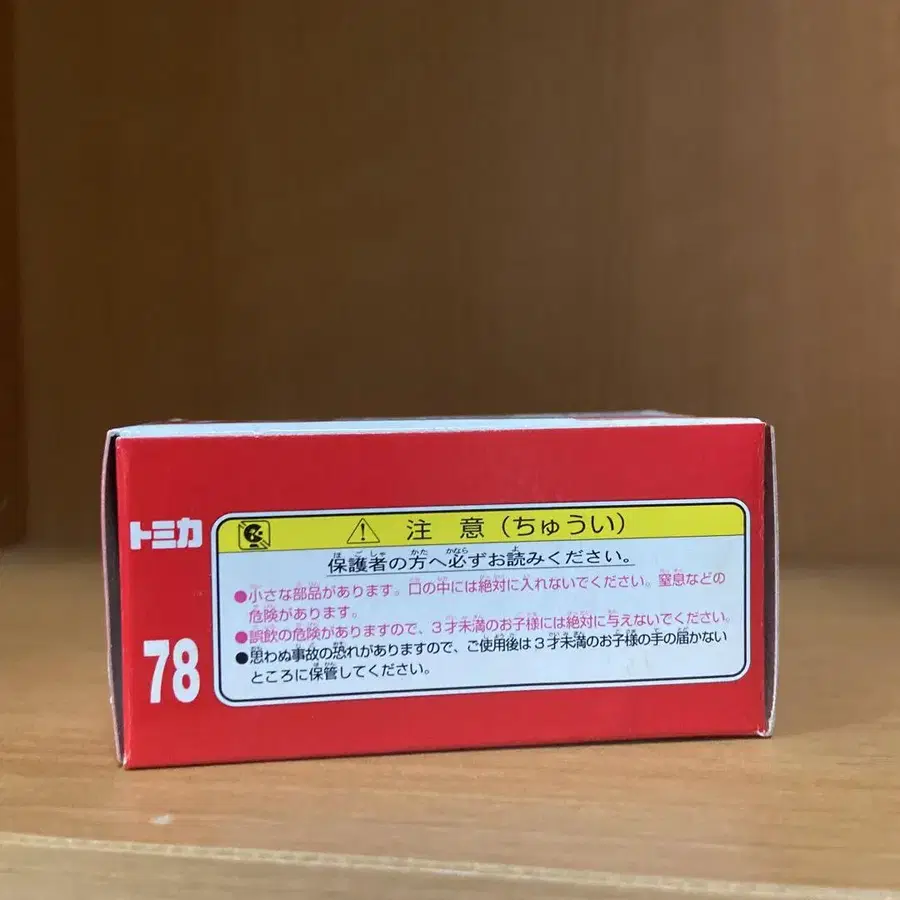 トミカ
78
注意(ちゅうい)
保護者の方へ必ずお読みください。
●小さな部品があります。口の中には絶対に入れないでください。窒息などの
危険があります。
●誤飲の危険がありますので、3才未満のお子様には絶対に与えないでください。
●思わぬ事故の恐れがありますので、ご使用後は3才未満のお子様の手の届かない
ところに保管してください。